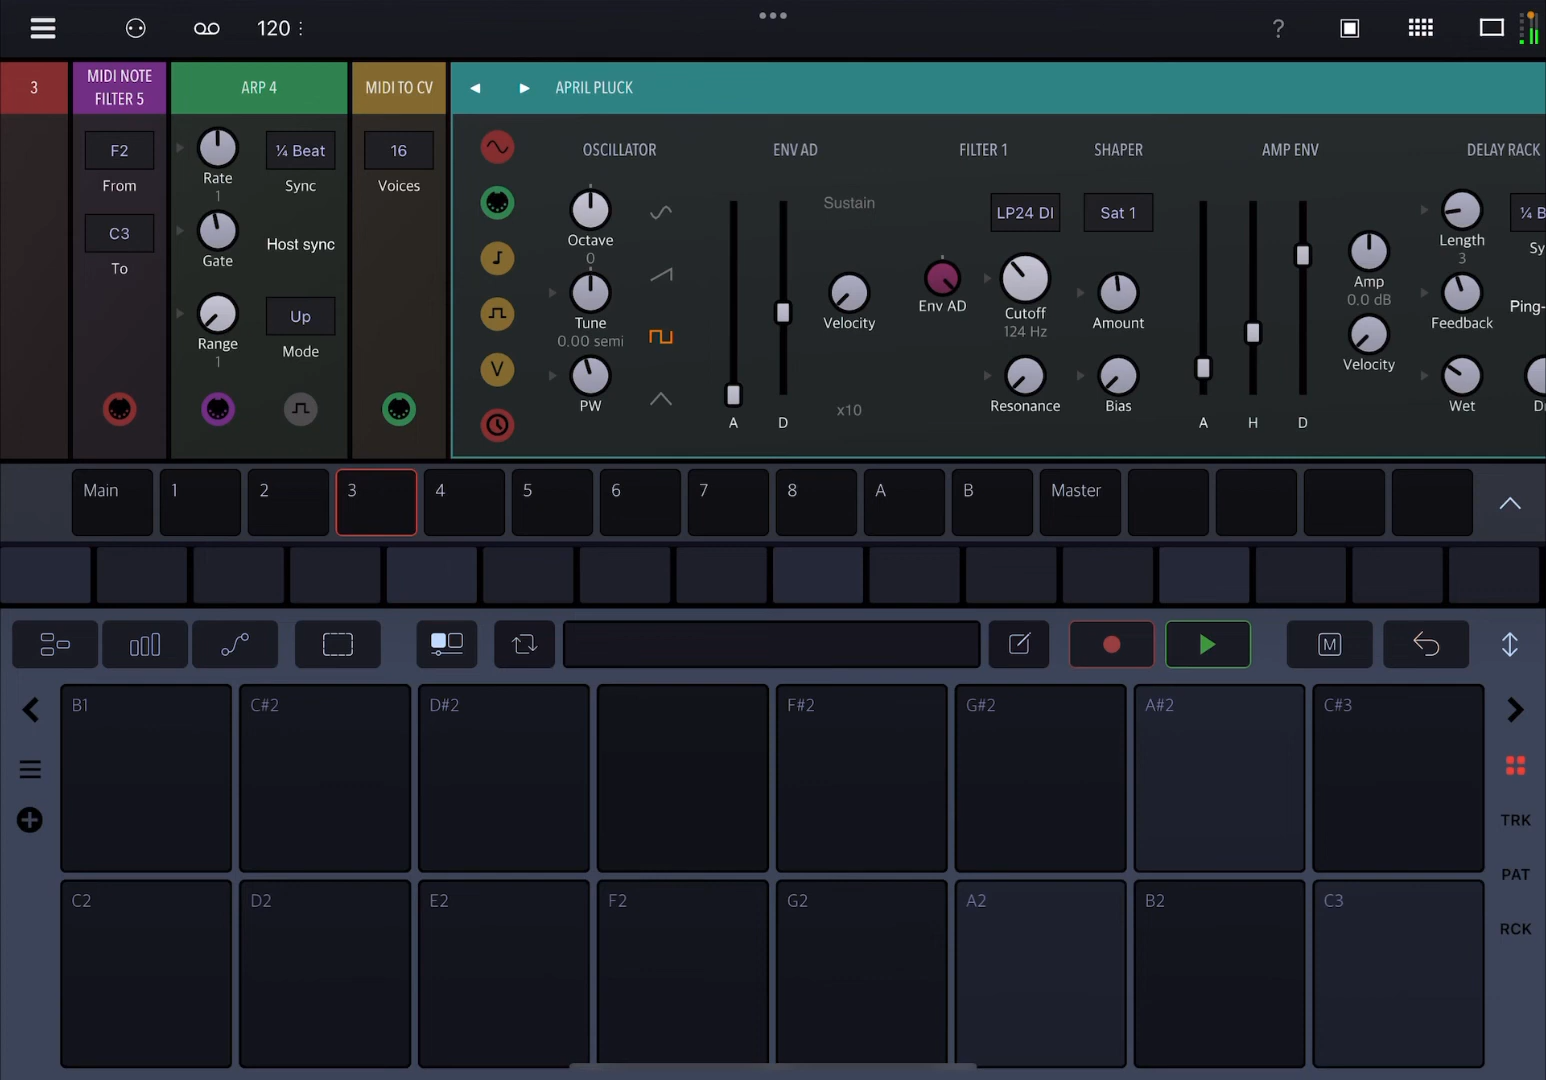 120
?
3
MIDI NOTE
FILTER 5
ARP 4
MIDI TO CV
APRIL PLUCK
F2
From
C3
To
Rate
1
¼ Beat
Sync
Gate
Host sync
Range
1
Up
Mode
16
Voices
V
OSCILLATOR
Octave
0
Tune
0.00 semi
PW
ENV AD
Sustain
A
D
Velocity
x10
FILTER 1
Env AD
LP24 DI
Cutoff
124 Hz
Resonance
SHAPER
Sat 1
Amount
Bias
AMP ENV
A
H
D
Amp
0.0 dB
Velocity
DELAY RACK
Length
3
¼ B
Sy
Feedback
Ping-
Wet
Main
1
2
3
4
5
6
7
8
A
B
Master
M
B1
C#2
D#2
F#2
G#2
A#2
C#3
TRK
PAT
RCK
C2
D2
E2
F2
G2
A2
B2
C3